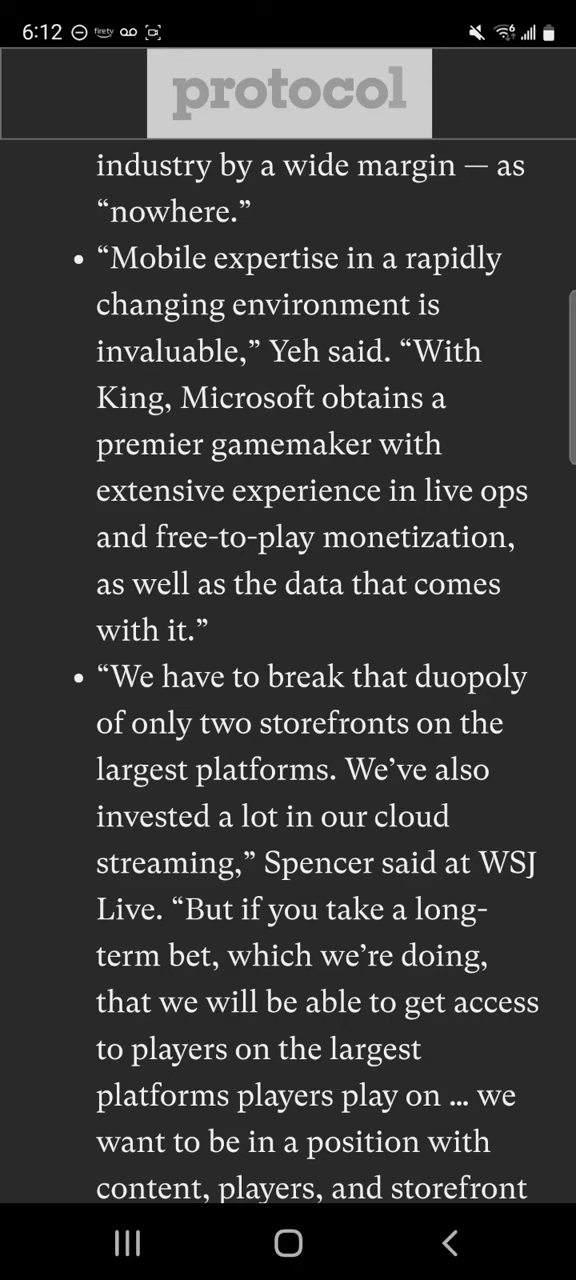 6:12 firetv 6
protocol
industry by a wide margin — as
“nowhere.”
• “Mobile expertise in a rapidly
changing environment is
invaluable,” Yeh said. “With
King, Microsoft obtains a
premier gamemaker with
extensive experience in live ops
and free-to-play monetization,
as well as the data that comes
with it.”
• “We have to break that duopoly
of only two storefronts on the
largest platforms. We’ve also
invested a lot in our cloud
streaming,” Spencer said at WSJ
Live. “But if you take a long-
term bet, which we’re doing,
that we will be able to get access
to players on the largest
platforms players play on ... we
want to be in a position with
content, players, and storefront